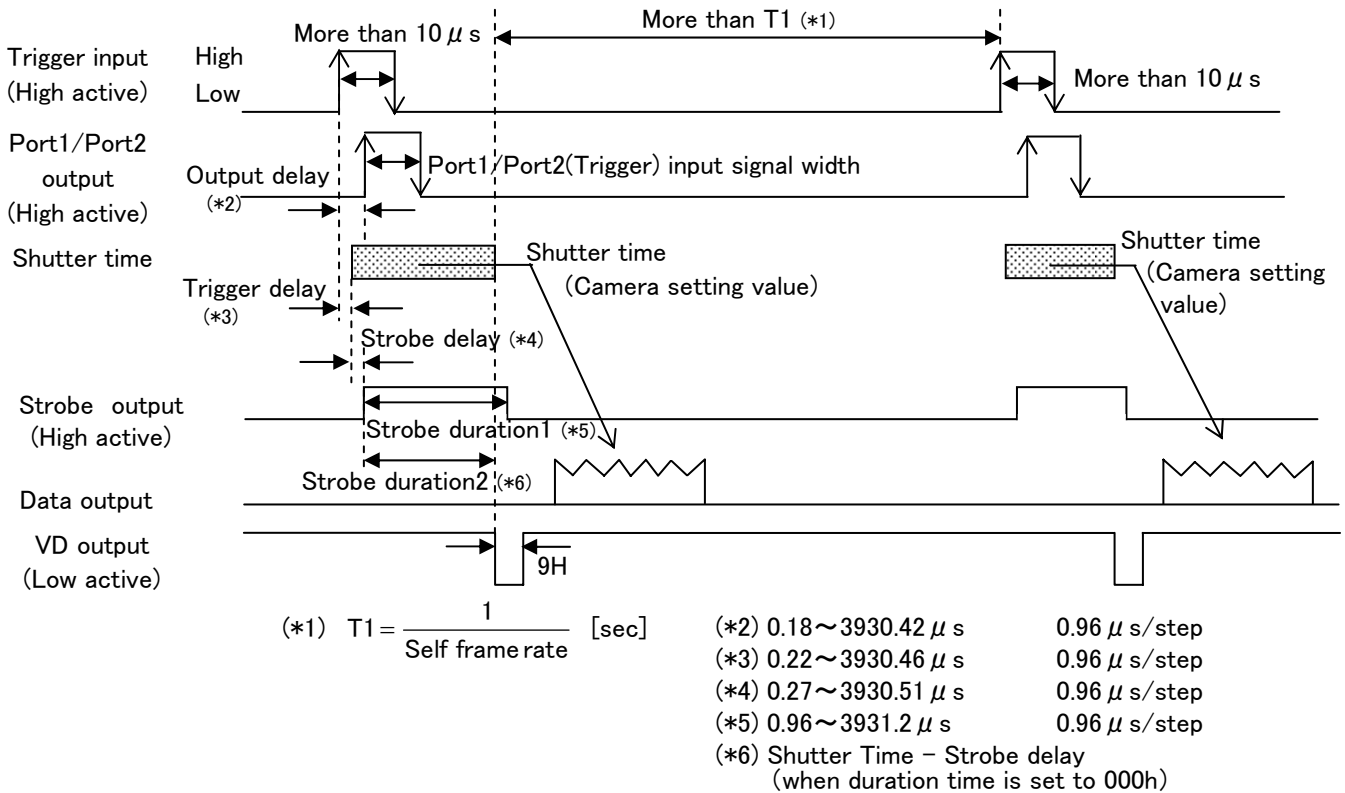 More than T1 (*1)
More than 10 μ s
Trigger input
(High active)
High
Low
More than 10 μ s
Port1/Port2
output
(High active)
Output delay
(*2)
Port1/Port2(Trigger) input signal width
Shutter time
Shutter time
(Camera setting value)
Shutter time
(Camera setting
value)
Trigger delay
(*3)
Strobe delay (*4)
Strobe output
(High active)
Strobe duration1 (*5)
Strobe duration2 (*6)
Data output
VD output
(Low active)
9H
(*1) T1 = 1 / Self frame rate [sec]
(*2) 0.18～3930.42 μ s 0.96 μ s/step
(*3) 0.22～3930.46 μ s 0.96 μ s/step
(*4) 0.27～3930.51 μ s 0.96 μ s/step
(*5) 0.96～3931.2 μ s 0.96 μ s/step
(*6) Shutter Time - Strobe delay
(when duration time is set to 000h)